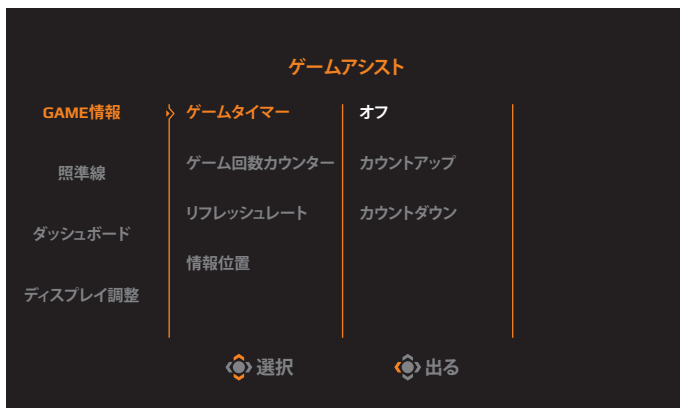 ゲームアシスト
GAME情報
照準線
ダッシュボード
ディスプレイ調整
ゲームタイマー
ゲーム回数カウンター
リフレッシュレート
情報位置
オフ
カウントアップ
カウントダウン
選択
出る